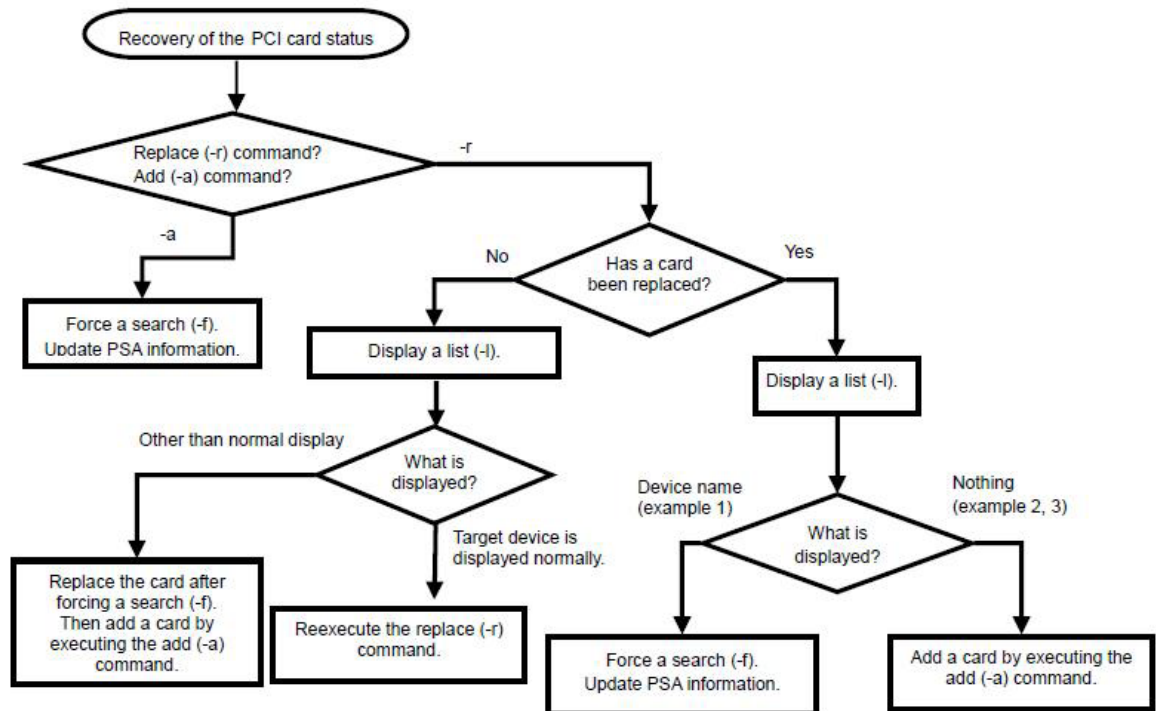 Recovery of the PCI card status
Replace (-r) command?
Add (-a) command?
-r
-a
Force a search (-f).
Update PSA information.
Has a card
been replaced?
No
Yes
Display a list (-l).
Display a list (-l).
Other than normal display
What is
displayed?
Target device is
displayed normally.
Device name
(example 1)
Nothing
(example 2, 3)
What is
displayed?
Replace the card after
forcing a search (-f).
Then add a card by
executing the add (-a)
command.
Reexecute the replace (-r)
command.
Force a search (-f).
Update PSA information.
Add a card by executing the
add (-a) command.